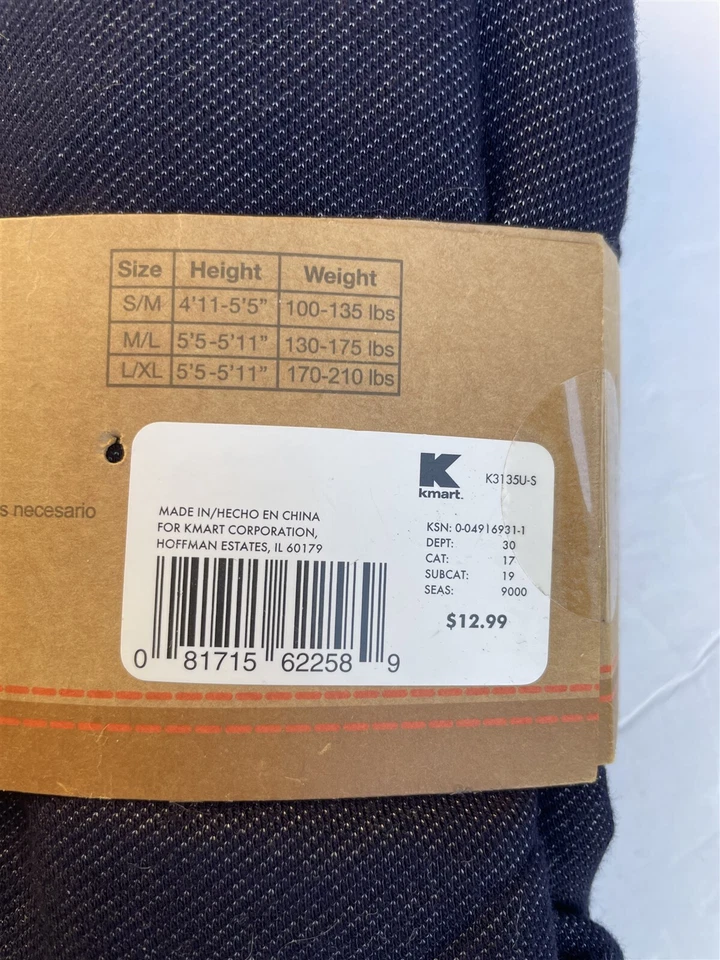 Size Height Weight
S/M 4'11-5'5" 100-135 lbs
M/L 5'5-5'11" 130-175 lbs
L/XL 5'5-5'11" 170-210 lbs
s necesario
K
kmart.
K3135U-S
MADE IN/HECHO EN CHINA
FOR KMART CORPORATION,
HOFFMAN ESTATES, IL 60179
KSN: 0-04916931-1
DEPT: 30
CAT: 17
SUBCAT: 19
SEAS: 9000
$12.99
0 81715 62258 9